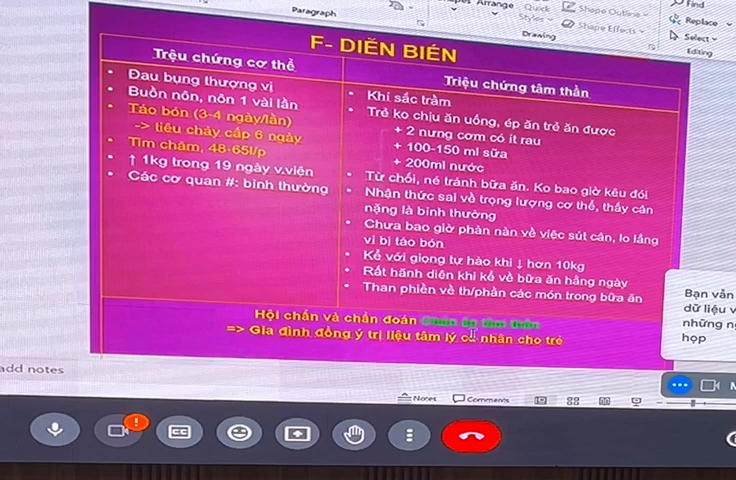 Paragraph
Arrange
Quick
Styles
Shape Outline
Shape Effects
Drawing
Find
Replace
Select
Editing
F- DIỄN BIẾN
Trệu chứng cơ thể
• Đau bụng thượng vị
• Buồn nôn, nôn 1 vài lần
• Táo bón (3-4 ngày/lần)
-> tiêu chảy cấp 6 ngày
• Tim chậm, 48-65l/p
• ↑ 1kg trong 19 ngày v.viện
• Các cơ quan #: bình thường
Triệu chứng tâm thần
• Khí sắc trầm
• Trẻ ko chịu ăn uống, ép ăn trẻ ăn được
+ 2 nưng cơm có ít rau
+ 100-150 ml sữa
+ 200ml nước
• Từ chối, né tránh bữa ăn. Ko bao giờ kêu đói
• Nhận thức sai về trọng lượng cơ thể, thấy cân
nặng là bình thường
• Chưa bao giờ phàn nàn về việc sút cân, lo lắng
vì bị táo bón
• Kể với giọng tự hào khi ↓ hơn 10kg
• Rất hãnh diện khi kể về bữa ăn hằng ngày
• Than phiền về th/phần các món trong bữa ăn
Hội chẩn và chẩn đoán
=> Gia đình đồng ý trị liệu tâm lý cá nhân cho trẻ
Bạn vẫn
dữ liệu v
những n
họp
add notes
Notes
Comments
CC